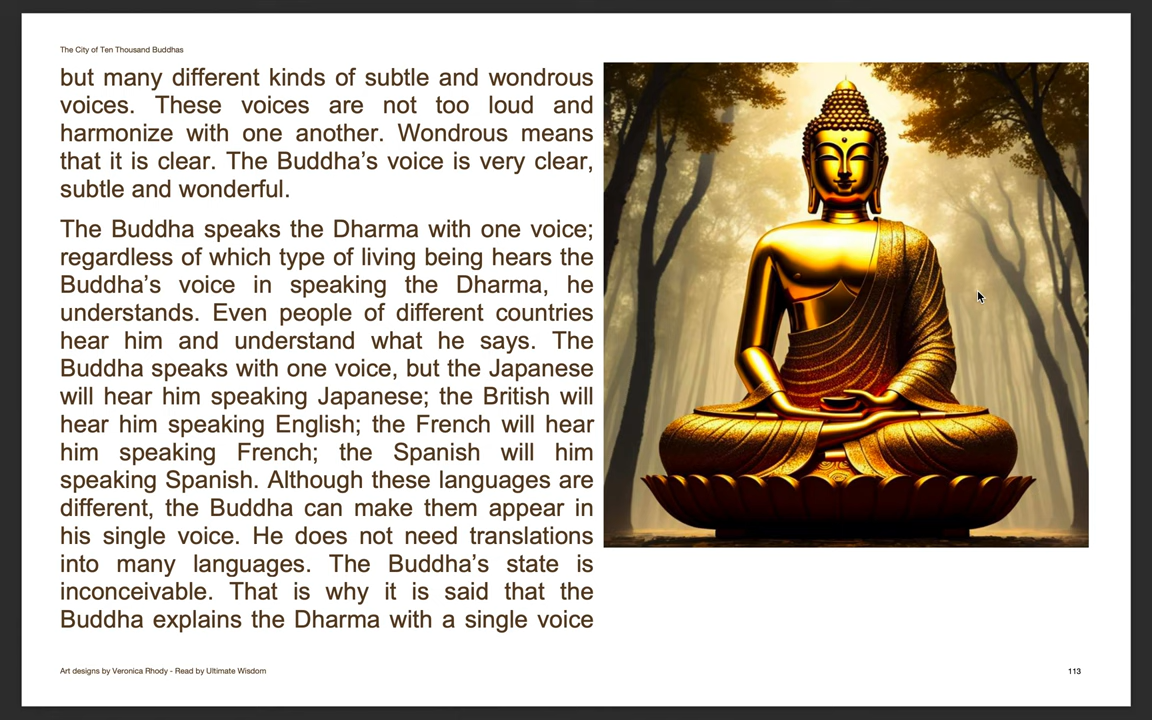 The City of Ten Thousand Buddhas
but many different kinds of subtle and wondrous
voices. These voices are not too loud and
harmonize with one another. Wondrous means
that it is clear. The Buddha’s voice is very clear,
subtle and wonderful.
The Buddha speaks the Dharma with one voice;
regardless of which type of living being hears the
Buddha’s voice in speaking the Dharma, he
understands. Even people of different countries
hear him and understand what he says. The
Buddha speaks with one voice, but the Japanese
will hear him speaking Japanese; the British will
hear him speaking English; the French will hear
him speaking French; the Spanish will him
speaking Spanish. Although these languages are
different, the Buddha can make them appear in
his single voice. He does not need translations
into many languages. The Buddha’s state is
inconceivable. That is why it is said that the
Buddha explains the Dharma with a single voice
Art designs by Veronica Rhody - Read by Ultimate Wisdom
113